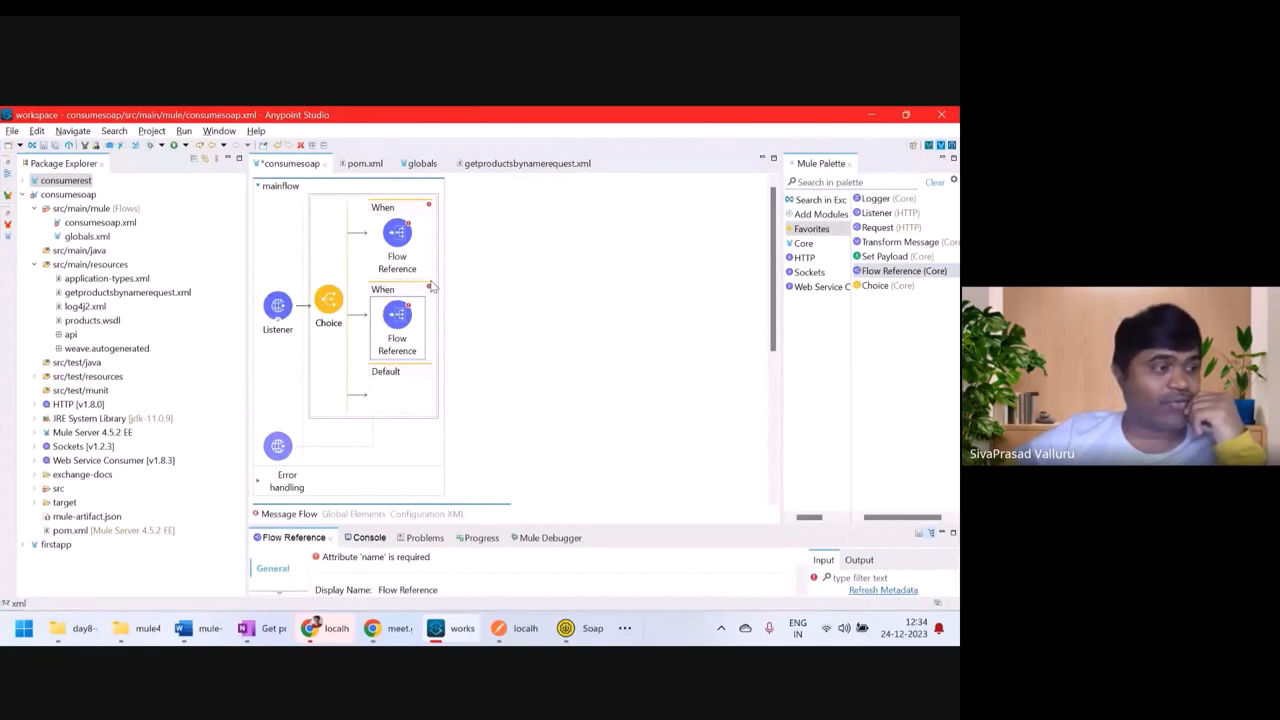 workspace - consumesoap/src/main/mule/consumesoap.xml - Anypoint Studio
File Edit Navigate Search Project Run Window Help
Package Explorer
*consumesoap
pom.xml
globals
getproductsbynamerequest.xml
Mule Palette
consumerest
consumesoap
src/main/mule (Flows)
consumesoap.xml
globals.xml
src/main/java
src/main/resources
application-types.xml
getproductsbynamerequest.xml
log4j2.xml
products.wsdl
api
weave.autogenerated
src/test/java
src/test/resources
src/test/munit
HTTP [v1.8.0]
JRE System Library [jdk-11.0.9]
Mule Server 4.5.2 EE
Sockets [v1.2.3]
Web Service Consumer [v1.8.3]
exchange-docs
src
target
mule-artifact.json
pom.xml [Mule Server 4.5.2 EE]
firstapp
mainflow
When
Flow
Reference
When
Listener
Choice
Flow
Reference
Default
Error
handling
Message Flow Global Elements Configuration XML
Search in palette
Clear
Search in Exc
Add Modules
Favorites
Core
HTTP
Sockets
Web Service C
Logger (Core)
Listener (HTTP)
Request (HTTP)
Transform Message (Core
Set Payload (Core)
Flow Reference (Core)
Choice (Core)
Flow Reference
Console
Problems
Progress
Mule Debugger
Attribute 'name' is required
General
Display Name: Flow Reference
Input Output
type filter text
Refresh Metadata
xml
day8-
mule4
mule-
Get pr
localh
meet.
works
localh
Soap
ENG
IN
12:34
24-12-2023
SivaPrasad Valluru